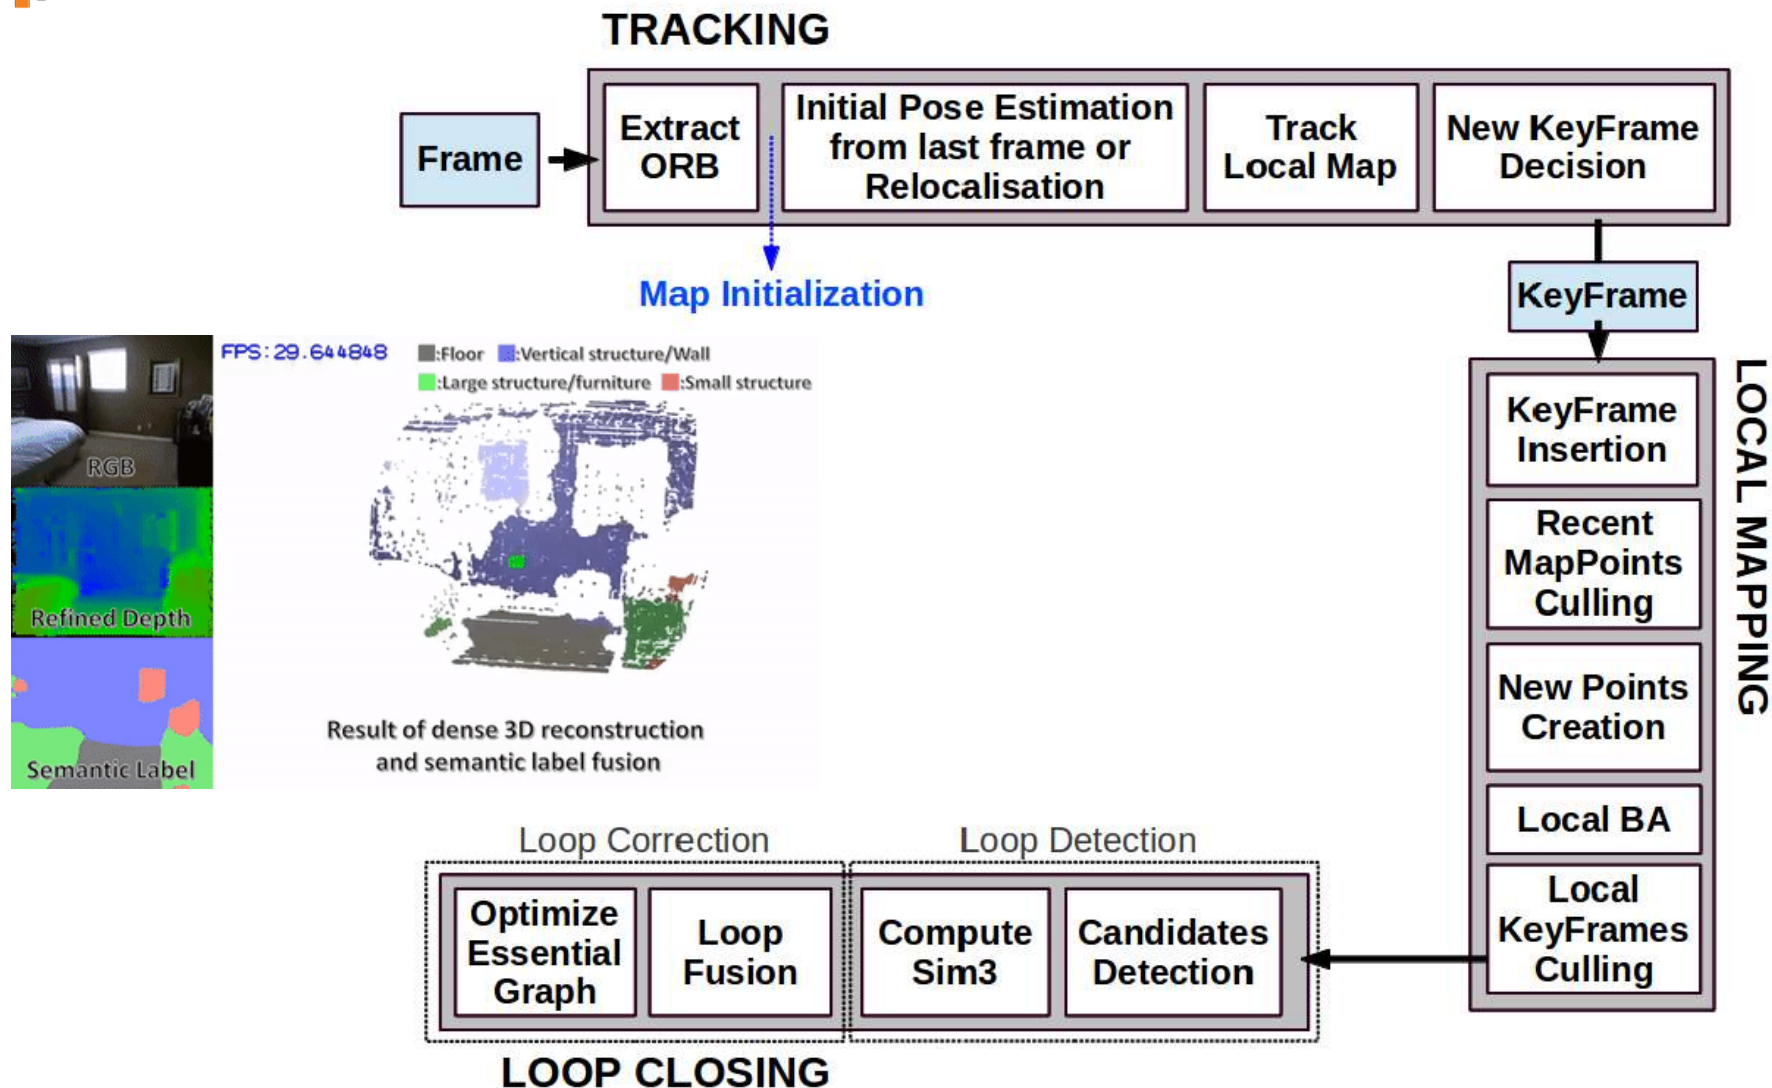 TRACKING
Frame
Extract
ORB
Initial Pose Estimation
from last frame or
Relocalisation
Track
Local Map
New KeyFrame
Decision
Map Initialization
KeyFrame
LOCAL MAPPING
KeyFrame
Insertion
Recent
MapPoints
Culling
New Points
Creation
Local BA
Local
KeyFrames
Culling
RGB
Refined Depth
Semantic Label
FPS:29.644848
:Floor :Vertical structure/Wall
:Large structure/furniture :Small structure
Result of dense 3D reconstruction
and semantic label fusion
Loop Correction
Loop Detection
Optimize
Essential
Graph
Loop
Fusion
Compute
Sim3
Candidates
Detection
LOOP CLOSING